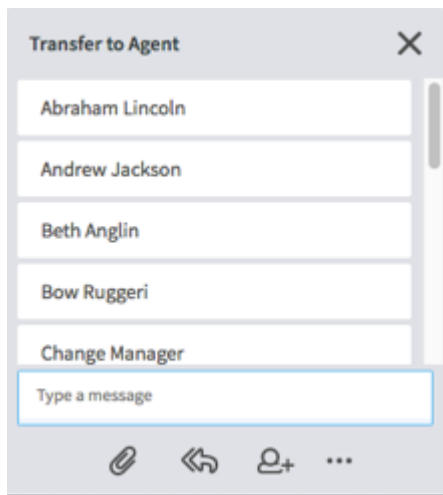 Transfer to Agent
Abraham Lincoln
Andrew Jackson
Beth Anglin
Bow Ruggeri
Change Manager
Type a message